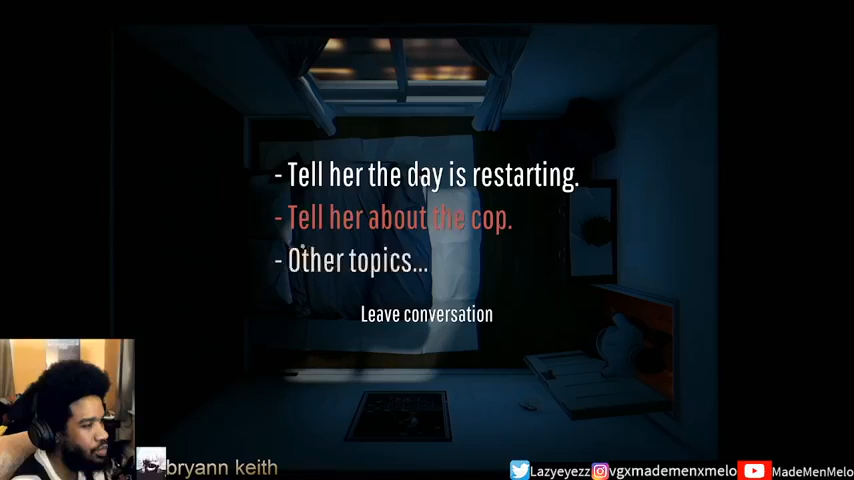 - Tell her the day is restarting.
- Tell her about the cop.
- Other topics...
Leave conversation
bryann keith
Lazyeyezz vgxmademenxmelo MadeMenMelo